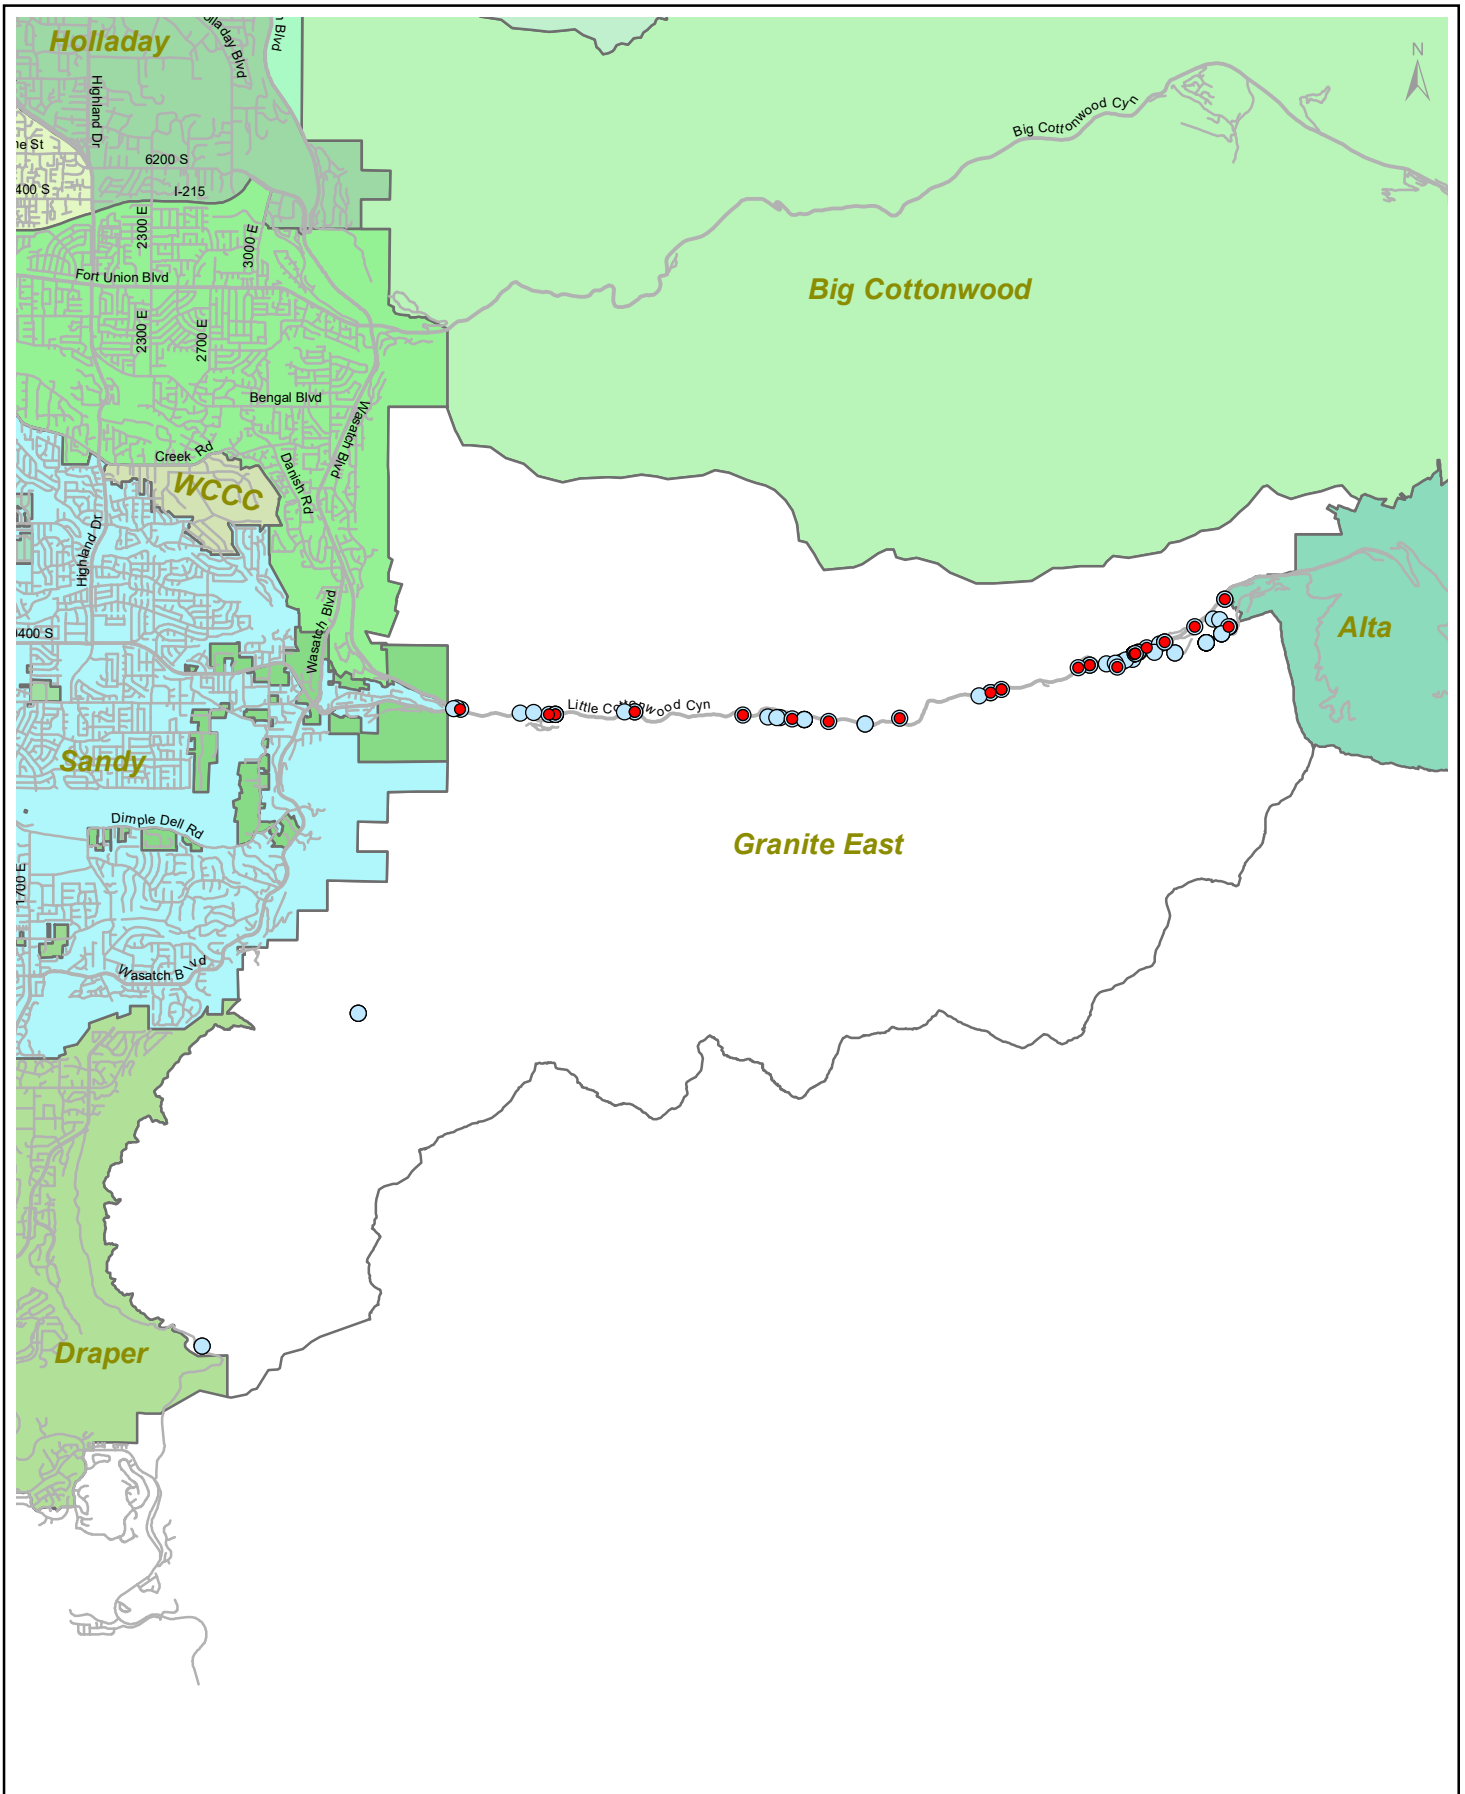 Holladay
Blvd
N
Highland Dr
Big Cottonwood Cyn
6200 S
I-215
2300 E
3000 E
Fort Union Blvd
Big Cottonwood
2300 E
2700 E
Bengal Blvd
Wasatch Blvd
Creek Rd
WCCC
Danish Rd
Highland Dr
Wasatch Blvd
Alta
Little Cottonwood Cyn
Sandy
Dimple Dell Rd
Granite East
1700 E
Wasatch Blvd
Draper